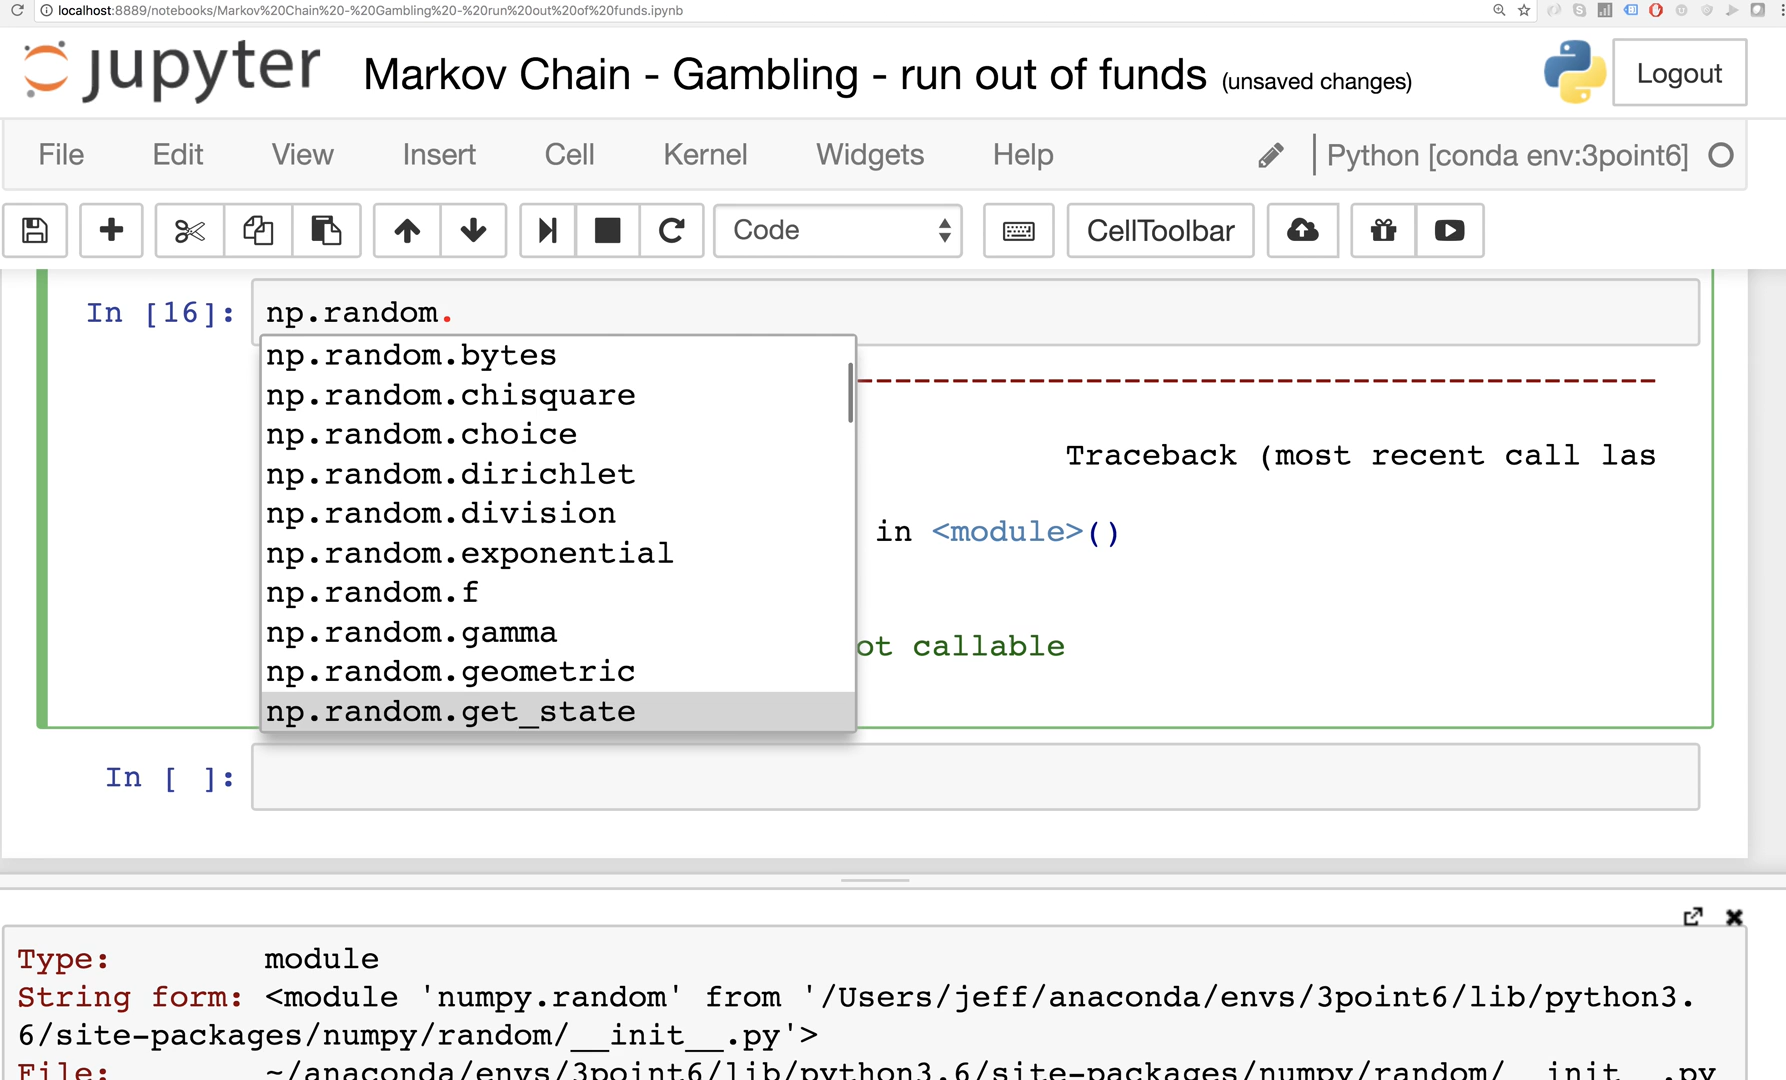 localhost:8889/notebooks/Markov%20Chain%20-%20Gambling%20-%20run%20out%20of%20funds.ipynb
jupyter Markov Chain - Gambling - run out of funds (unsaved changes) Logout
File Edit View Insert Cell Kernel Widgets Help Python [conda env:3point6]
Code CellToolbar
In [16]: np.random.
np.random.bytes
np.random.chisquare
np.random.choice
Traceback (most recent call las
np.random.dirichlet
np.random.division
in <module>()
np.random.exponential
np.random.f
np.random.gamma
ot callable
np.random.geometric
np.random.get_state
In [ ]:
Type: module
String form: <module 'numpy.random' from '/Users/jeff/anaconda/envs/3point6/lib/python3.
6/site-packages/numpy/random/__init__.py'>
File: ~/anaconda/envs/3point6/lib/python3.6/site-packages/numpy/random/__init__.py